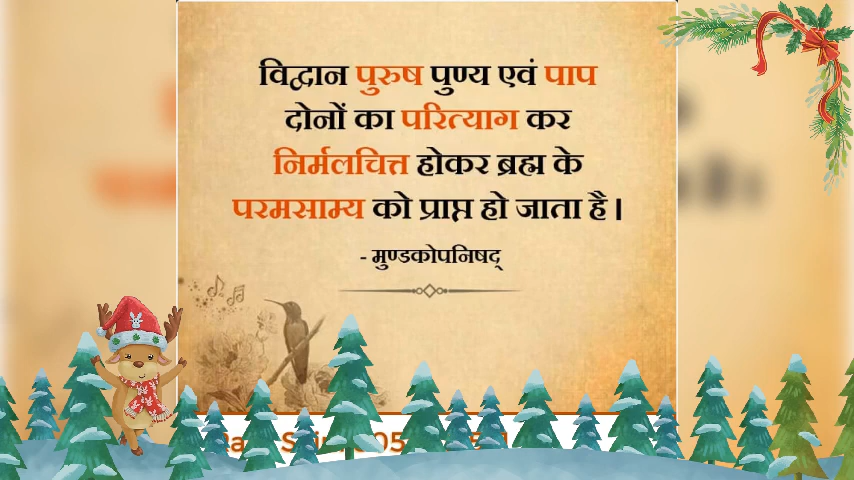 विद्वान पुरुष पुण्य एवं पाप
दोनों का परित्याग कर
निर्मलचित्त होकर ब्रह्म के
परमसाम्य को प्राप्त हो जाता है।
- मुण्डकोपनिषद्